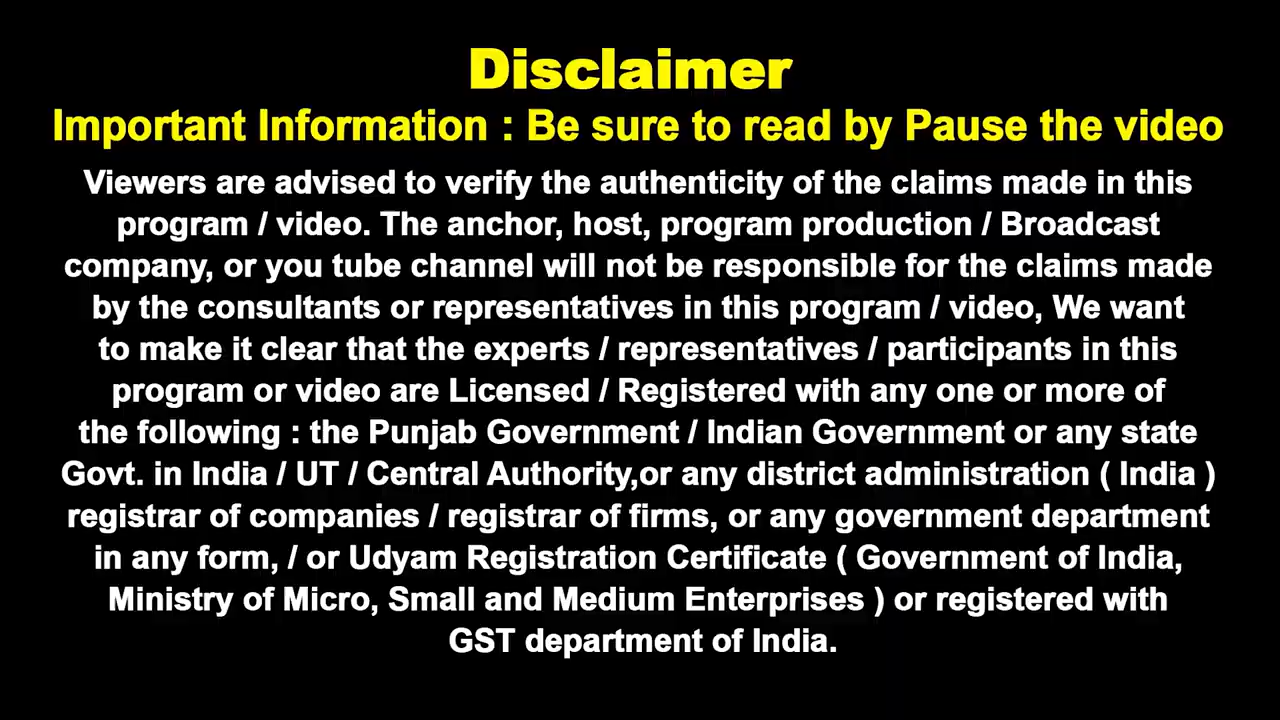 Disclaimer
Important Information : Be sure to read by Pause the video
Viewers are advised to verify the authenticity of the claims made in this
program / video. The anchor, host, program production / Broadcast
company, or you tube channel will not be responsible for the claims made
by the consultants or representatives in this program / video, We want
to make it clear that the experts / representatives / participants in this
program or video are Licensed / Registered with any one or more of
the following : the Punjab Government / Indian Government or any state
Govt. in India / UT / Central Authority,or any district administration ( India )
registrar of companies / registrar of firms, or any government department
in any form, / or Udyam Registration Certificate ( Government of India,
Ministry of Micro, Small and Medium Enterprises ) or registered with
GST department of India.